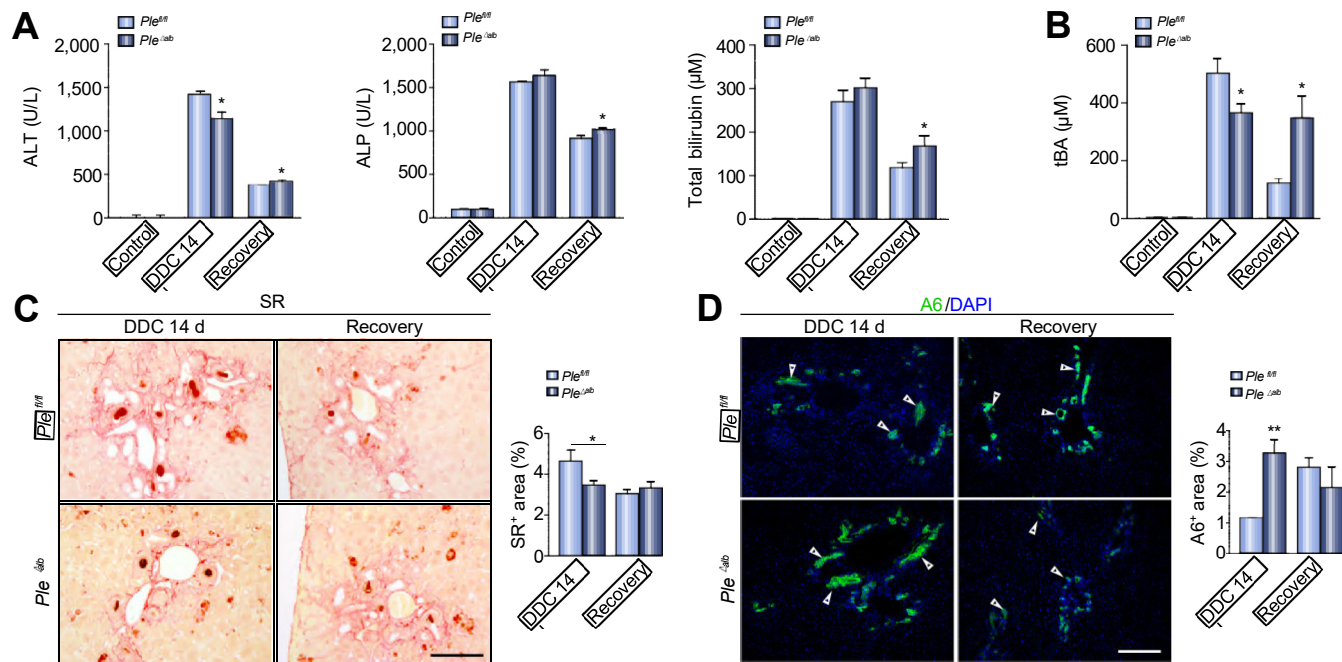 A
Ple fl/fl
Ple Δalb
2,000
1,500
1,000
500
0
ALT (U/L)
*
*
Control
DDC 14
Recovery
Ple fl/fl
Ple Δalb
2,000
1,500
1,000
500
0
ALP (U/L)
*
Control
DDC 14
Recovery
Ple fl/fl
Ple Δalb
400
300
200
100
0
Total bilirubin (µM)
*
Control
DDC 14
Recovery
B
Ple fl/fl
Ple Δalb
600
400
200
0
tBA (µM)
*
*
Control
DDC 14
Recovery
C
SR
DDC 14 d
Recovery
Ple fl/fl
Ple Δalb
Ple fl/fl
Ple Δalb
6
4
2
0
SR+ area (%)
*
DDC 14
Recovery
D
A6/DAPI
DDC 14 d
Recovery
Ple fl/fl
Ple Δalb
Ple fl/fl
Ple Δalb
4
3
2
1
0
A6+ area (%)
**
DDC 14
Recovery